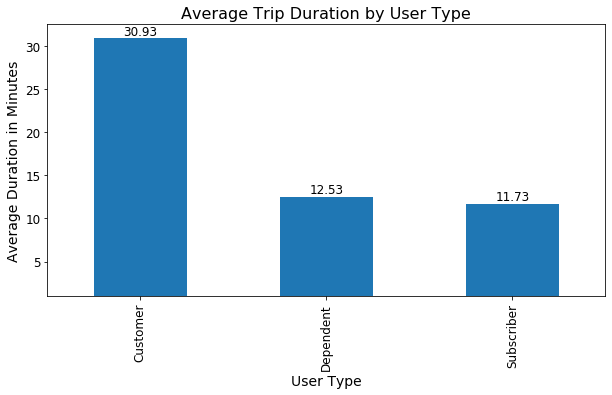 Average Trip Duration by User Type
Average Duration in Minutes
30
25
20
15
10
5
30.93
12.53
11.73
Customer
Dependent
Subscriber
User Type